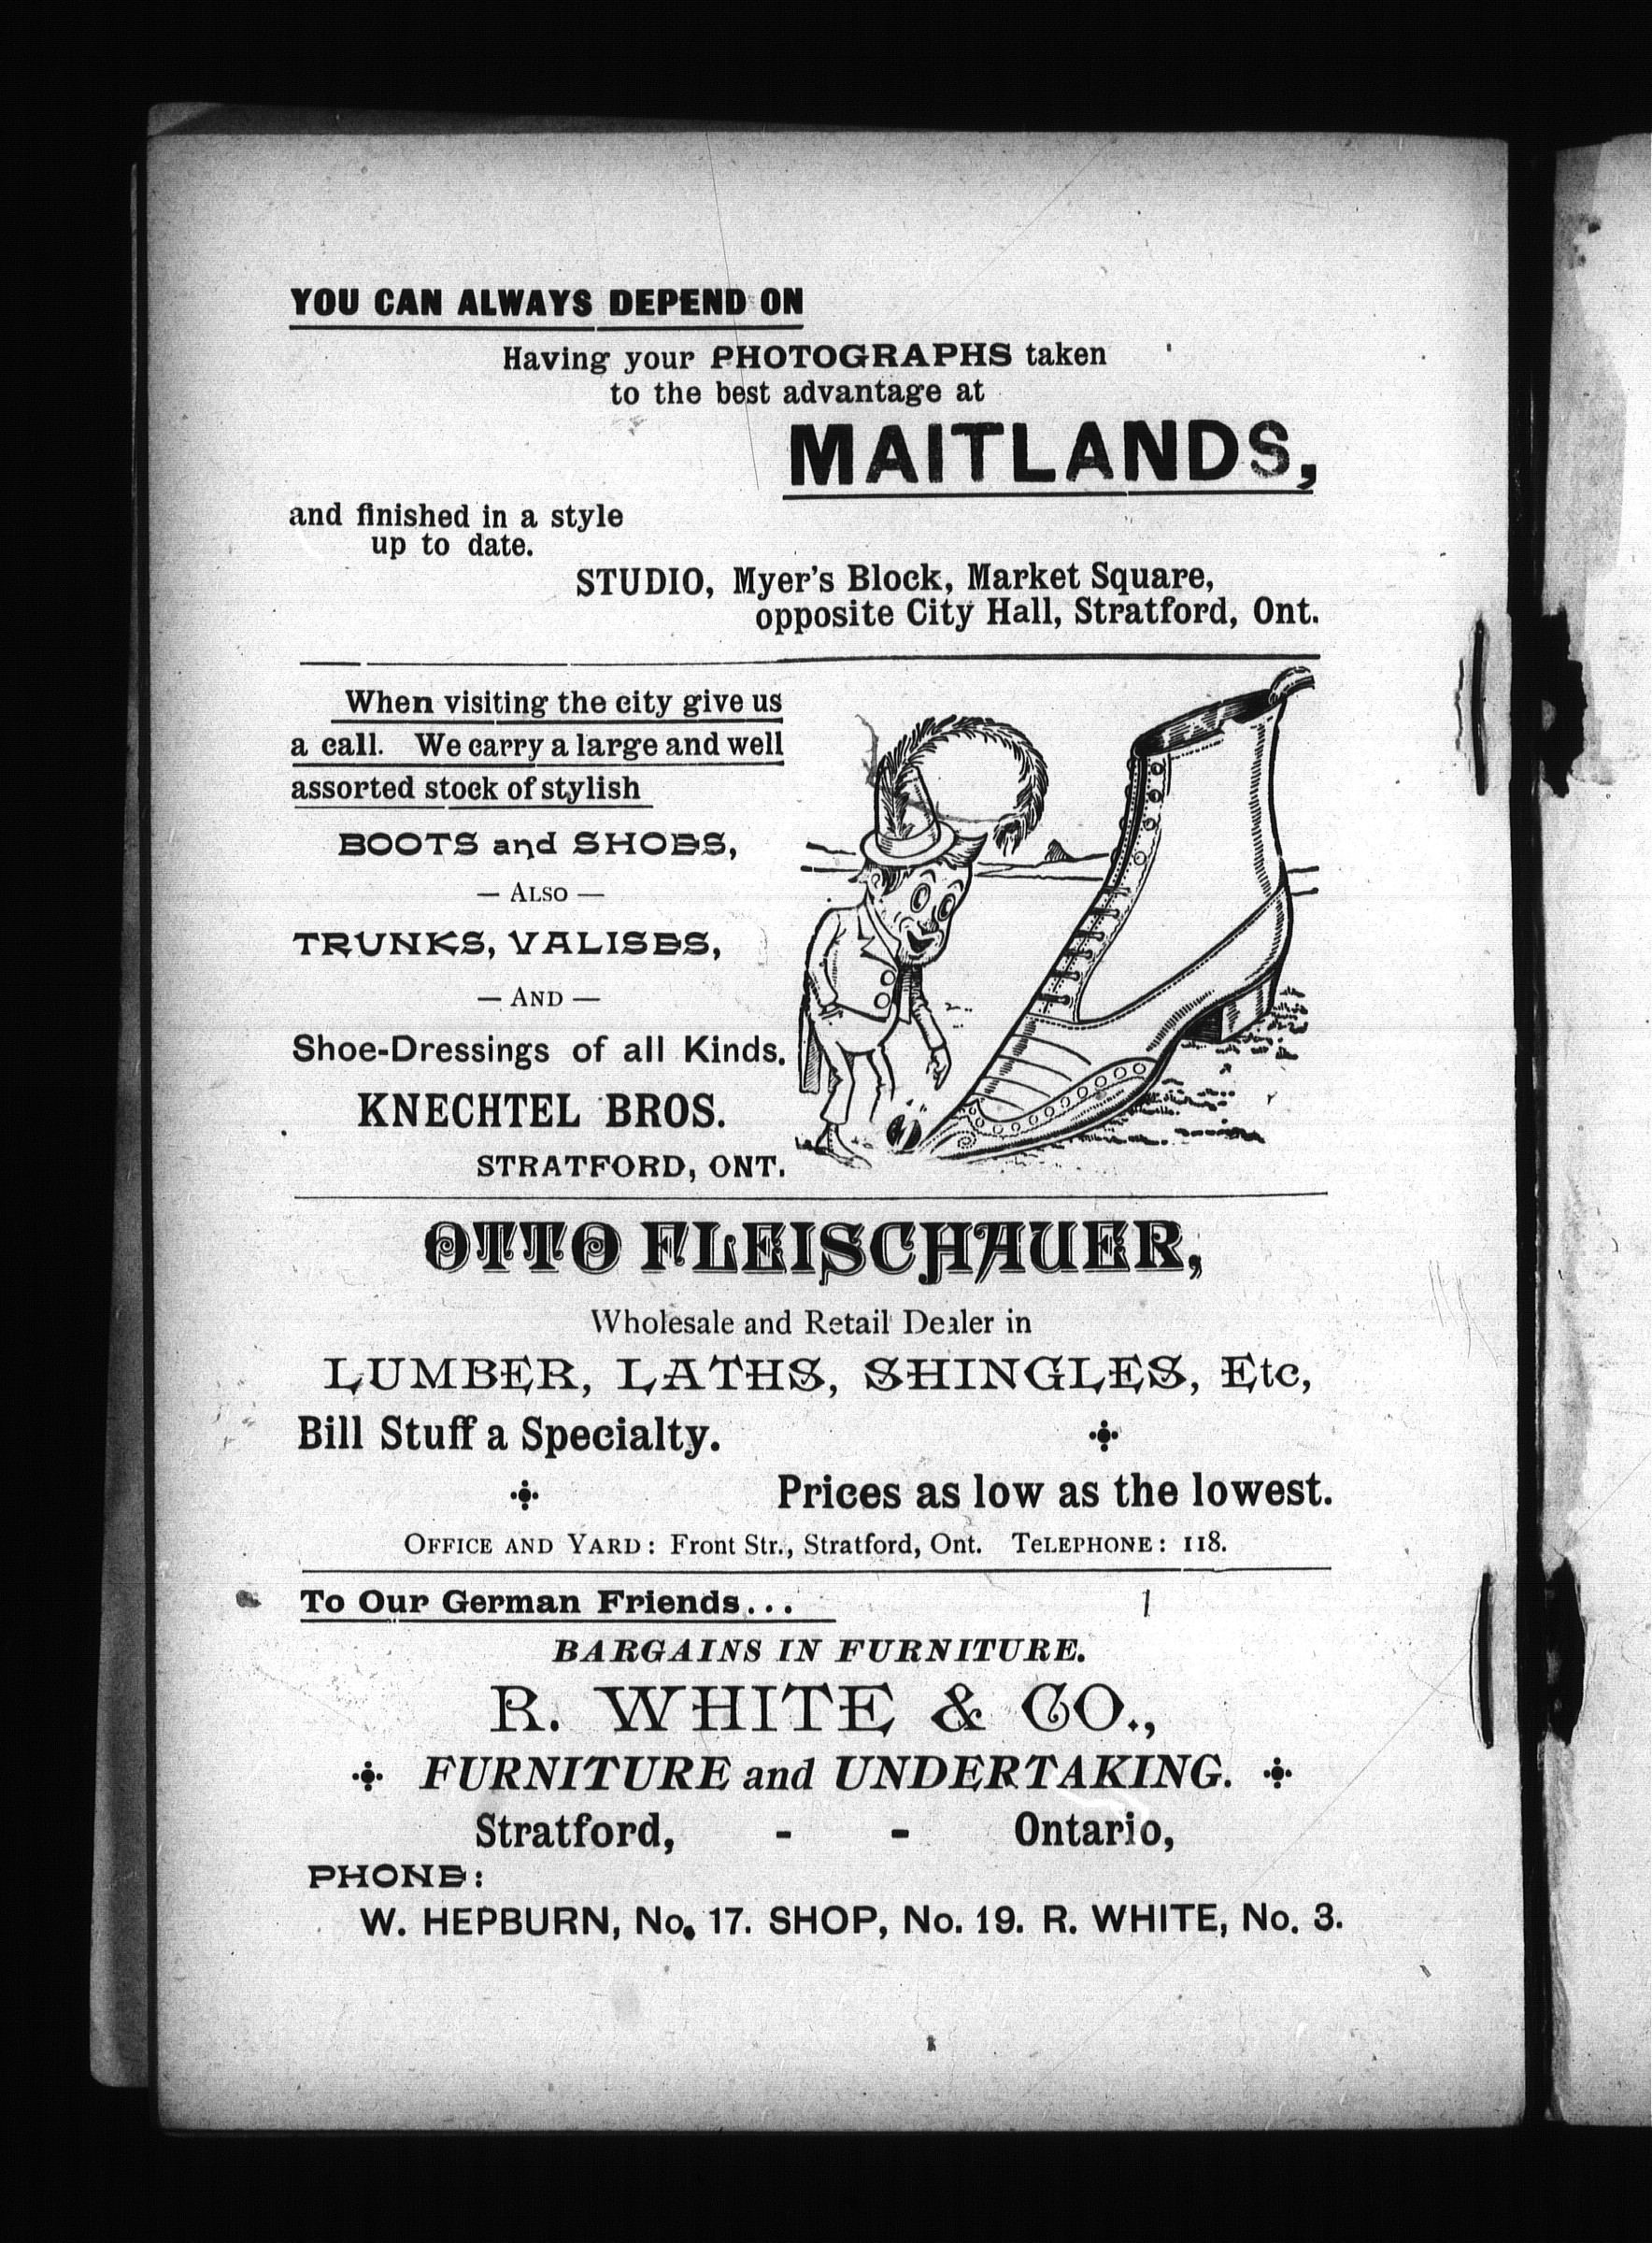 YOU CAN ALWAYS DEPEND ON
Having your PHOTOGRAPHS taken
to the best advantage at
MAITLANDS,
and finished in a style
up to date.
STUDIO, Myer's Block, Market Square,
opposite City Hall, Stratford, Ont.
When visiting the city give us
a call. We carry a large and well
assorted stock of stylish
BOOTS and SHOES,
— ALSO —
TRUNKS, VALISES,
— AND —
Shoe-Dressings of all Kinds.
KNECHTEL BROS.
STRATFORD, ONT.
OTTO FLEISCHAUER,
Wholesale and Retail Dealer in
LUMBER, LATHS, SHINGLES, Etc,
Bill Stuff a Specialty.
Prices as low as the lowest.
OFFICE AND YARD: Front Str., Stratford, Ont. TELEPHONE: 118.
To Our German Friends...
BARGAINS IN FURNITURE.
R. WHITE & CO.,
FURNITURE and UNDERTAKING.
Stratford, - - Ontario,
PHONE:
W. HEPBURN, No. 17. SHOP, No. 19. R. WHITE, No. 3.